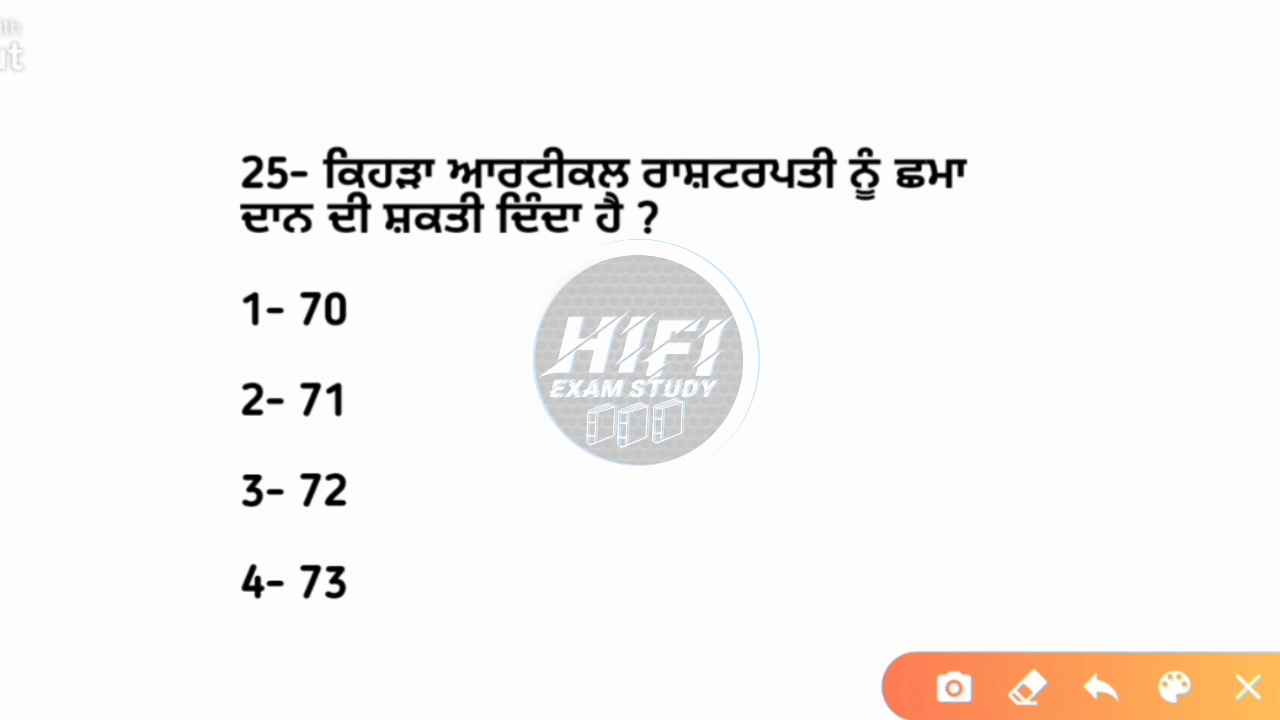 25- ਕਿਹੜਾ ਆਰਟੀਕਲ ਰਾਸ਼ਟਰਪਤੀ ਨੂੰ ਛਮਾ
ਦਾਨ ਦੀ ਸ਼ਕਤੀ ਦਿੰਦਾ ਹੈ ?
1- 70
HIFI
EXAM STUDY
2- 71
3- 72
4- 73